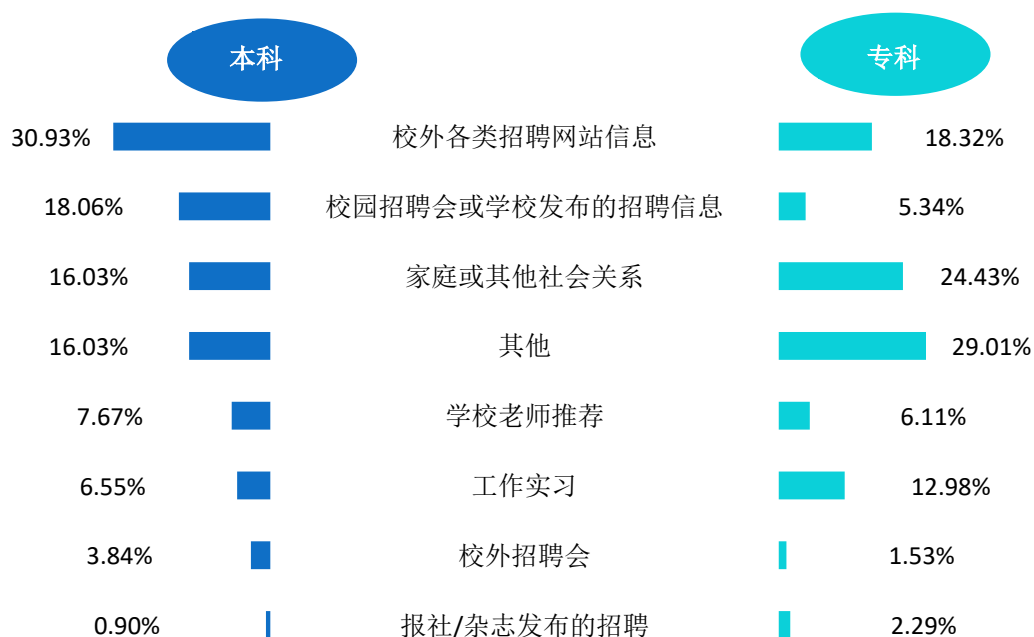 本科 专科
30.93% 校外各类招聘网站信息 18.32%
18.06% 校园招聘会或学校发布的招聘信息 5.34%
16.03% 家庭或其他社会关系 24.43%
16.03% 其他 29.01%
7.67% 学校老师推荐 6.11%
6.55% 工作实习 12.98%
3.84% 校外招聘会 1.53%
0.90% 报社/杂志发布的招聘 2.29%